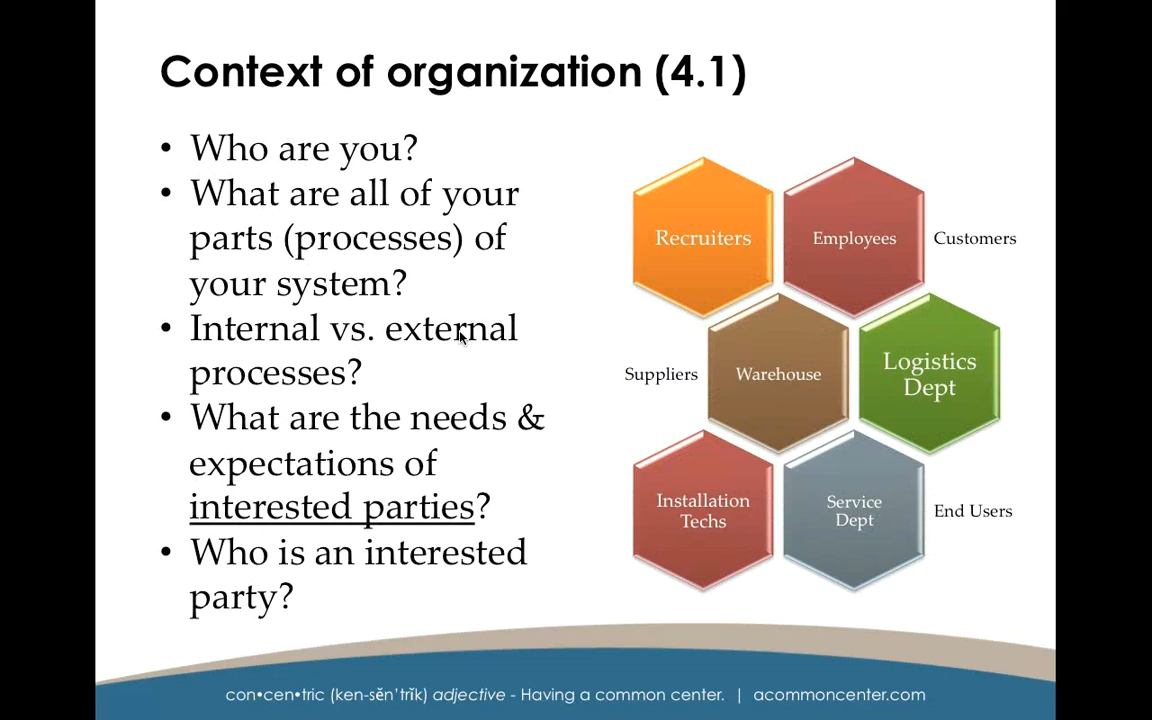 Context of organization (4.1)
• Who are you?
• What are all of your
parts (processes) of
your system?
• Internal vs. external
processes?
• What are the needs &
expectations of
interested parties?
• Who is an interested
party?
Recruiters
Employees
Customers
Suppliers
Warehouse
Logistics
Dept
Installation
Techs
Service
Dept
End Users
con•cen•tric (ken-sĕn'trĭk) adjective - Having a common center. | acommoncenter.com